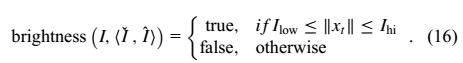 brightness (I, ⟨Ǐ, Î⟩) = { true, if I_low ≤ ‖x_t‖ ≤ I_hi
false, otherwise . (16)